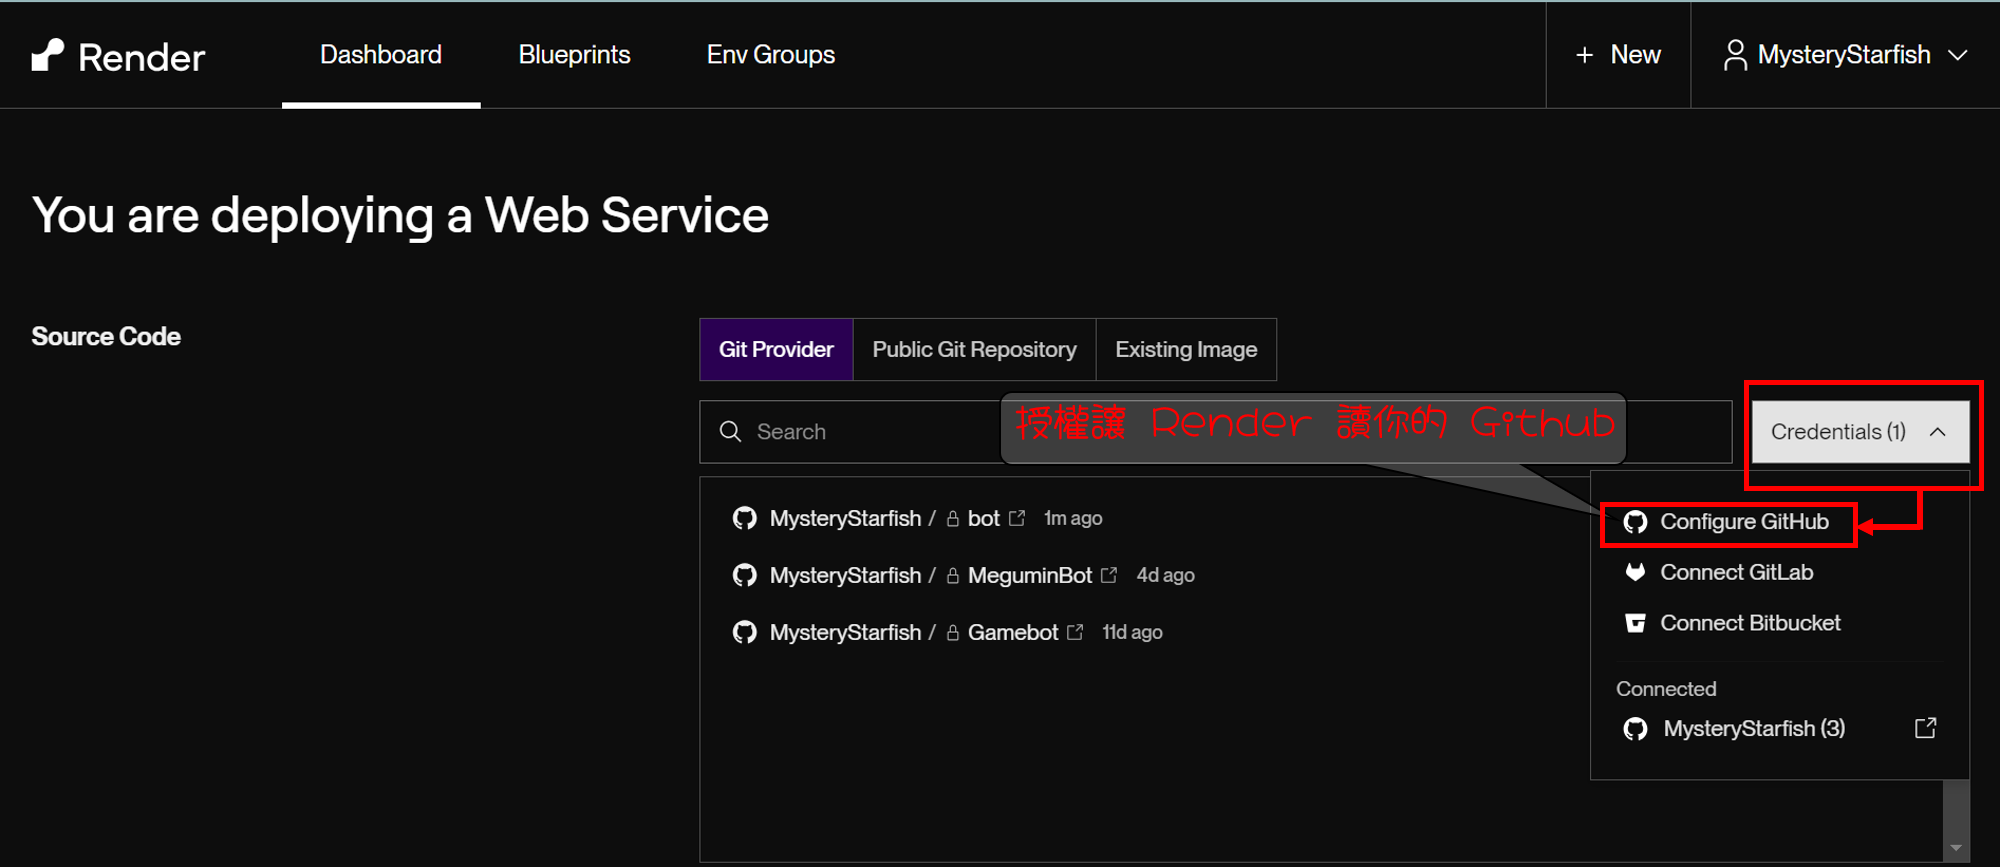 Render
Dashboard
Blueprints
Env Groups
+ New
MysteryStarfish
You are deploying a Web Service
Source Code
Git Provider
Public Git Repository
Existing Image
Search
授權讓 Render 讀你的 Github
Credentials (1)
MysteryStarfish / bot 1m ago
MysteryStarfish / MeguminBot 4d ago
MysteryStarfish / Gamebot 11d ago
Configure GitHub
Connect GitLab
Connect Bitbucket
Connected
MysteryStarfish (3)